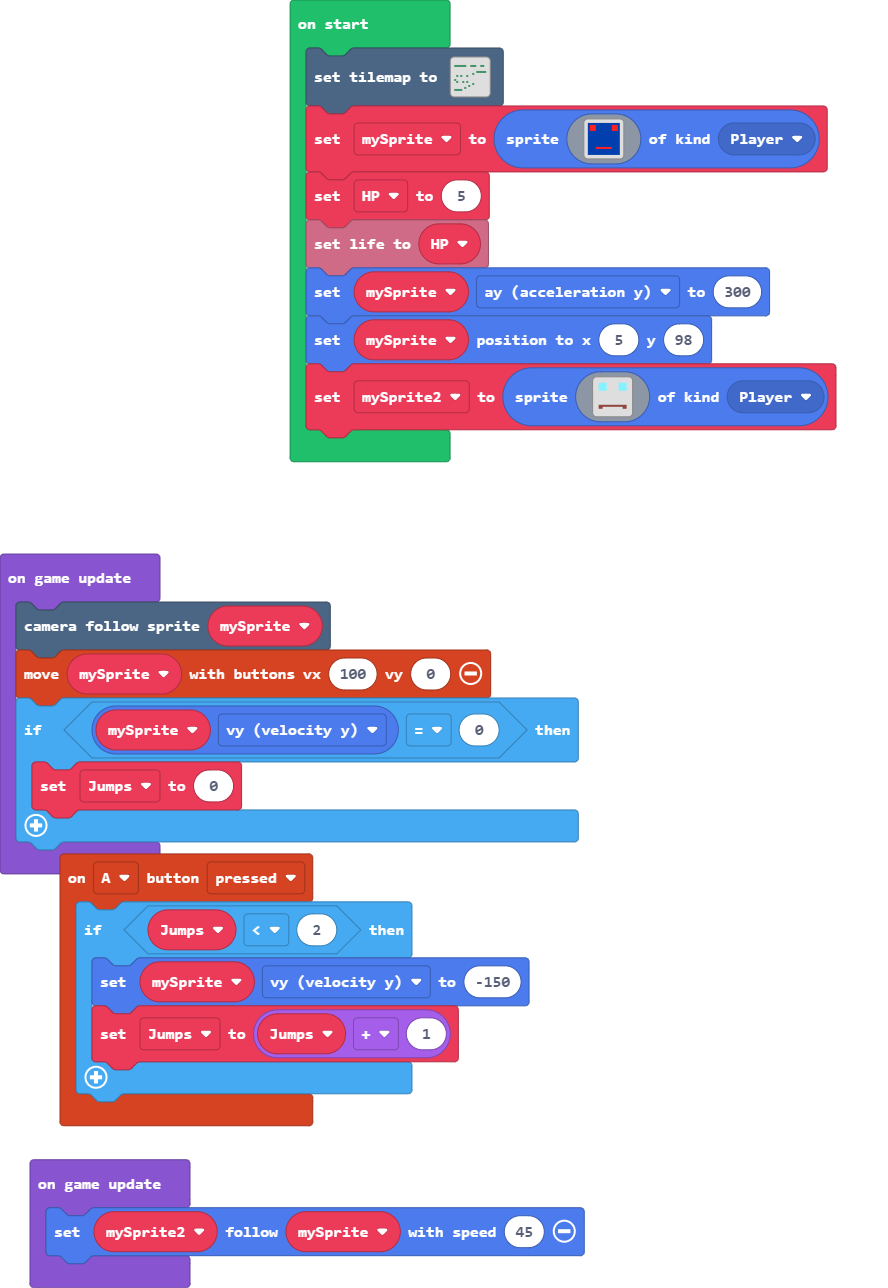 on start
set tilemap to
set mySprite to sprite of kind Player
set HP to 5
set life to HP
set mySprite ay (acceleration y) to 300
set mySprite position to x 5 y 98
set mySprite2 to sprite of kind Player
on game update
camera follow sprite mySprite
move mySprite with buttons vx 100 vy 0
if mySprite vy (velocity y) = 0 then
set Jumps to 0
on A button pressed
if Jumps < 2 then
set mySprite vy (velocity y) to -150
set Jumps to Jumps + 1
on game update
set mySprite2 follow mySprite with speed 45